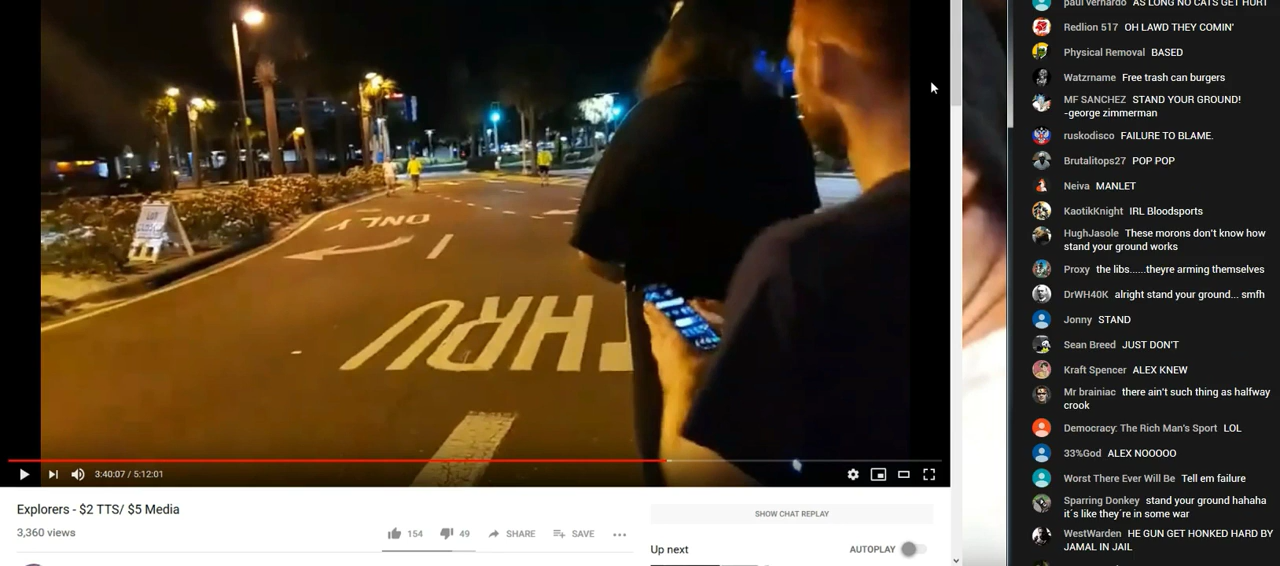 paul vernardo AS LONG NO CATS GET HURT
Redlion 517 OH LAWD THEY COMIN'
Physical Removal BASED
Watzrname Free trash can burgers
MF SANCHEZ STAND YOUR GROUND!
-george zimmerman
ruskodisco FAILURE TO BLAME.
Brutalitops27 POP POP
Neiva MANLET
KaotikKnight IRL Bloodsports
HughJasole These morons don't know how
stand your ground works
Proxy the libs......theyre arming themselves
DrWH40K alright stand your ground... smfh
Jonny STAND
Sean Breed JUST DON'T
Kraft Spencer ALEX KNEW
Mr brainiac there ain't such thing as halfway
crook
Democracy: The Rich Man's Sport LOL
33%God ALEX NOOOOO
Worst There Ever Will Be Tell em failure
Sparring Donkey stand your ground hahaha
it´s like they´re in some war
WestWarden HE GUN GET HONKED HARD BY
JAMAL IN JAIL
ONLY
THRU
3:40:07 / 5:12:01
Explorers - $2 TTS/ $5 Media
3,360 views
154
49
SHARE
SAVE
SHOW CHAT REPLAY
Up next
AUTOPLAY